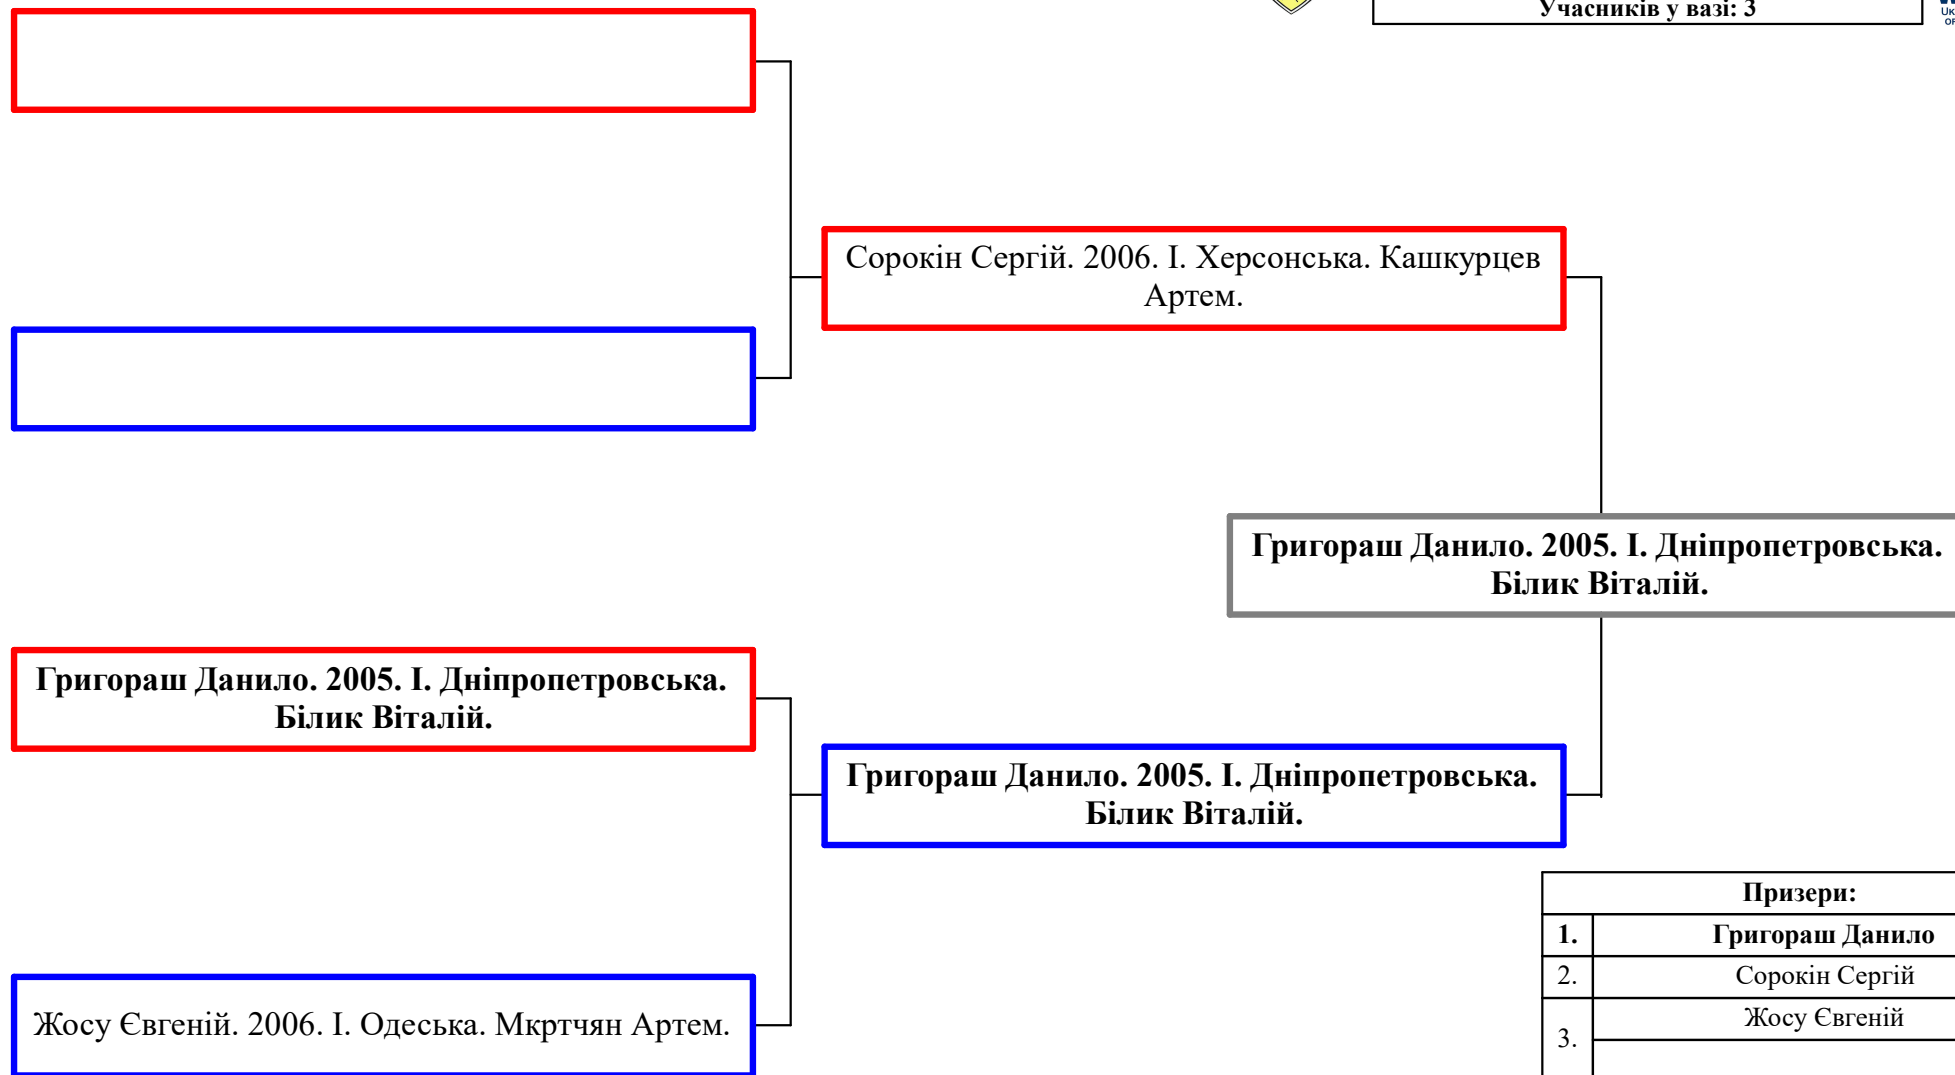 Учасників у вазі: 3
Сорокін Сергій. 2006. I. Херсонська. Кашкурцев
Артем.
Григораш Данило. 2005. I. Дніпропетровська.
Білик Віталій.
Григораш Данило. 2005. I. Дніпропетровська.
Білик Віталій.
Григораш Данило. 2005. I. Дніпропетровська.
Білик Віталій.
Жосу Євгеній. 2006. I. Одеська. Мкртчян Артем.
Призери:
1. Григораш Данило
2. Сорокін Сергій
3. Жосу Євгеній